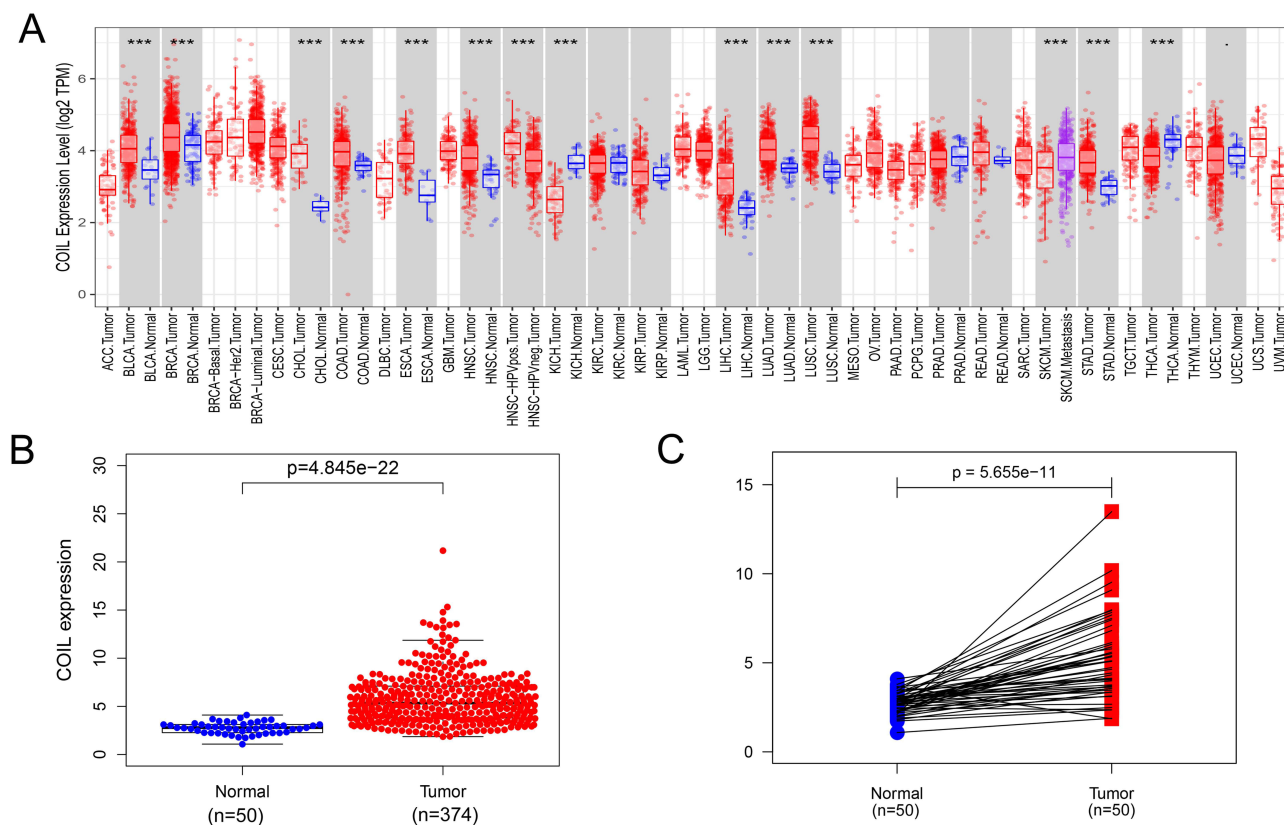 A
COIL Expression Level (log2 TPM)
6
4
2
0
*** *** *** *** *** *** *** *** *** *** *** *** *** *** .
ACC.Tumor
BLCA.Tumor
BLCA.Normal
BRCA.Tumor
BRCA.Normal
BRCA-Basal.Tumor
BRCA-Her2.Tumor
BRCA-Luminal.Tumor
CESC.Tumor
CHOL.Tumor
CHOL.Normal
COAD.Tumor
COAD.Normal
DLBC.Tumor
ESCA.Tumor
ESCA.Normal
GBM.Tumor
HNSC.Tumor
HNSC.Normal
HNSC-HPVpos.Tumor
HNSC-HPVneg.Tumor
KICH.Tumor
KICH.Normal
KIRC.Tumor
KIRC.Normal
KIRP.Tumor
KIRP.Normal
LAML.Tumor
LGG.Tumor
LIHC.Tumor
LIHC.Normal
LUAD.Tumor
LUAD.Normal
LUSC.Tumor
LUSC.Normal
MESO.Tumor
OV.Tumor
PAAD.Tumor
PCPG.Tumor
PRAD.Tumor
PRAD.Normal
READ.Tumor
READ.Normal
SARC.Tumor
SKCM.Tumor
SKCM.Metastasis
STAD.Tumor
STAD.Normal
TGCT.Tumor
THCA.Tumor
THCA.Normal
THYM.Tumor
UCEC.Tumor
UCEC.Normal
UCS.Tumor
UVM.Tumor
B
COIL expression
30
25
20
15
10
5
0
p=4.845e−22
Normal
(n=50)
Tumor
(n=374)
C
15
10
5
0
p = 5.655e−11
Normal
(n=50)
Tumor
(n=50)